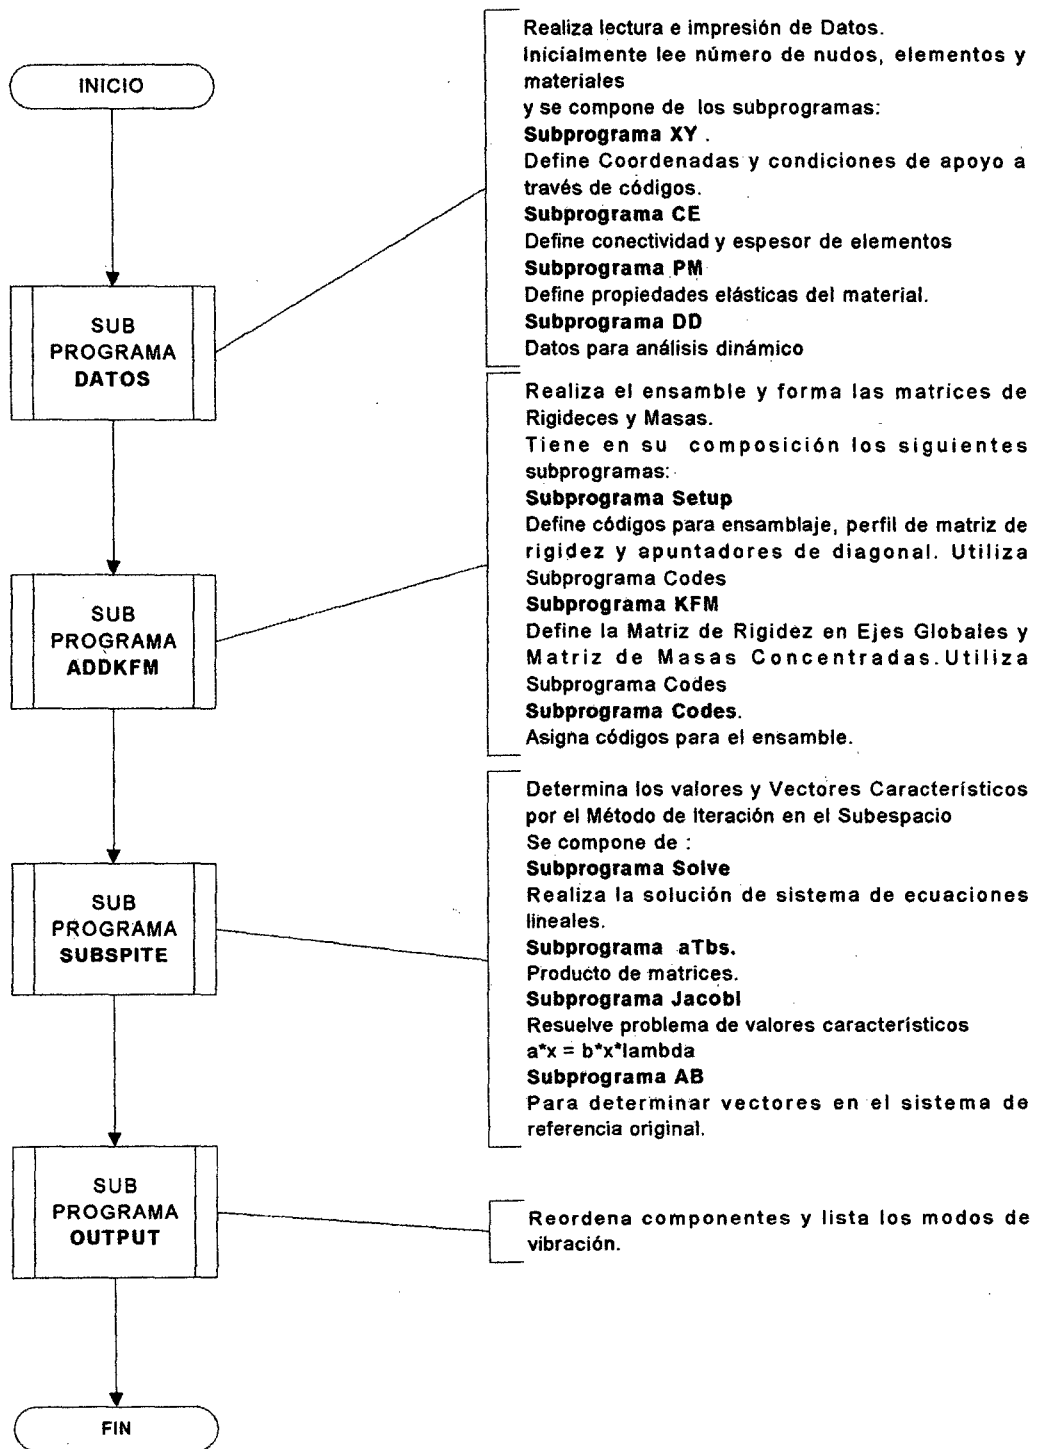 INICIO
Realiza lectura e impresión de Datos.
Inicialmente lee número de nudos, elementos y
materiales
y se compone de los subprogramas:
Subprograma XY .
Define Coordenadas y condiciones de apoyo a
través de códigos.
Subprograma CE
Define conectividad y espesor de elementos
Subprograma PM
Define propiedades elásticas del material.
Subprograma DD
Datos para análisis dinámico
SUB
PROGRAMA
DATOS
Realiza el ensamble y forma las matrices de
Rigideces y Masas.
Tiene en su composición los siguientes
subprogramas:
Subprograma Setup
Define códigos para ensamblaje, perfil de matriz de
rigidez y apuntadores de diagonal. Utiliza
Subprograma Codes
Subprograma KFM
Define la Matriz de Rigidez en Ejes Globales y
Matriz de Masas Concentradas.Utiliza
Subprograma Codes
Subprograma Codes.
Asigna códigos para el ensamble.
SUB
PROGRAMA
ADDKFM
Determina los valores y Vectores Característicos
por el Método de Iteración en el Subespacio
Se compone de :
Subprograma Solve
Realiza la solución de sistema de ecuaciones
lineales.
Subprograma aTbs.
Producto de matrices.
Subprograma Jacobi
Resuelve problema de valores característicos
a*x = b*x*lambda
Subprograma AB
Para determinar vectores en el sistema de
referencia original.
SUB
PROGRAMA
SUBSPITE
SUB
PROGRAMA
OUTPUT
Reordena componentes y lista los modos de
vibración.
FIN